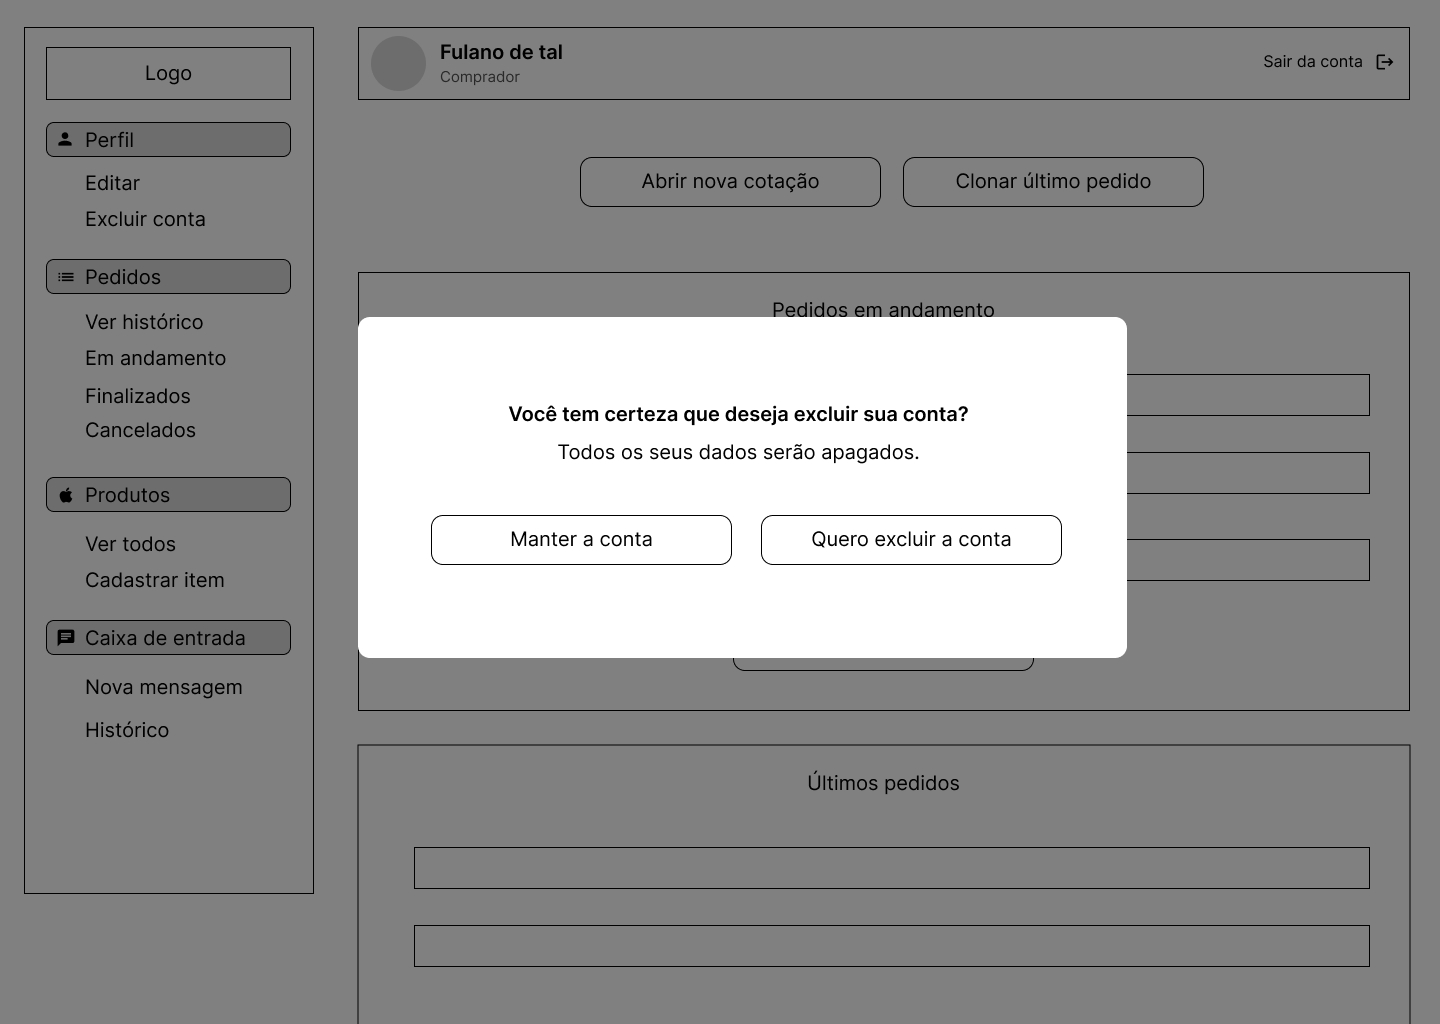 Logo
Perfil
Editar
Excluir conta
Pedidos
Ver histórico
Em andamento
Finalizados
Cancelados
Produtos
Ver todos
Cadastrar item
Caixa de entrada
Nova mensagem
Histórico
Fulano de tal
Comprador
Sair da conta
Abrir nova cotação
Clonar último pedido
Pedidos em andamento
Você tem certeza que deseja excluir sua conta?
Todos os seus dados serão apagados.
Manter a conta
Quero excluir a conta
Últimos pedidos